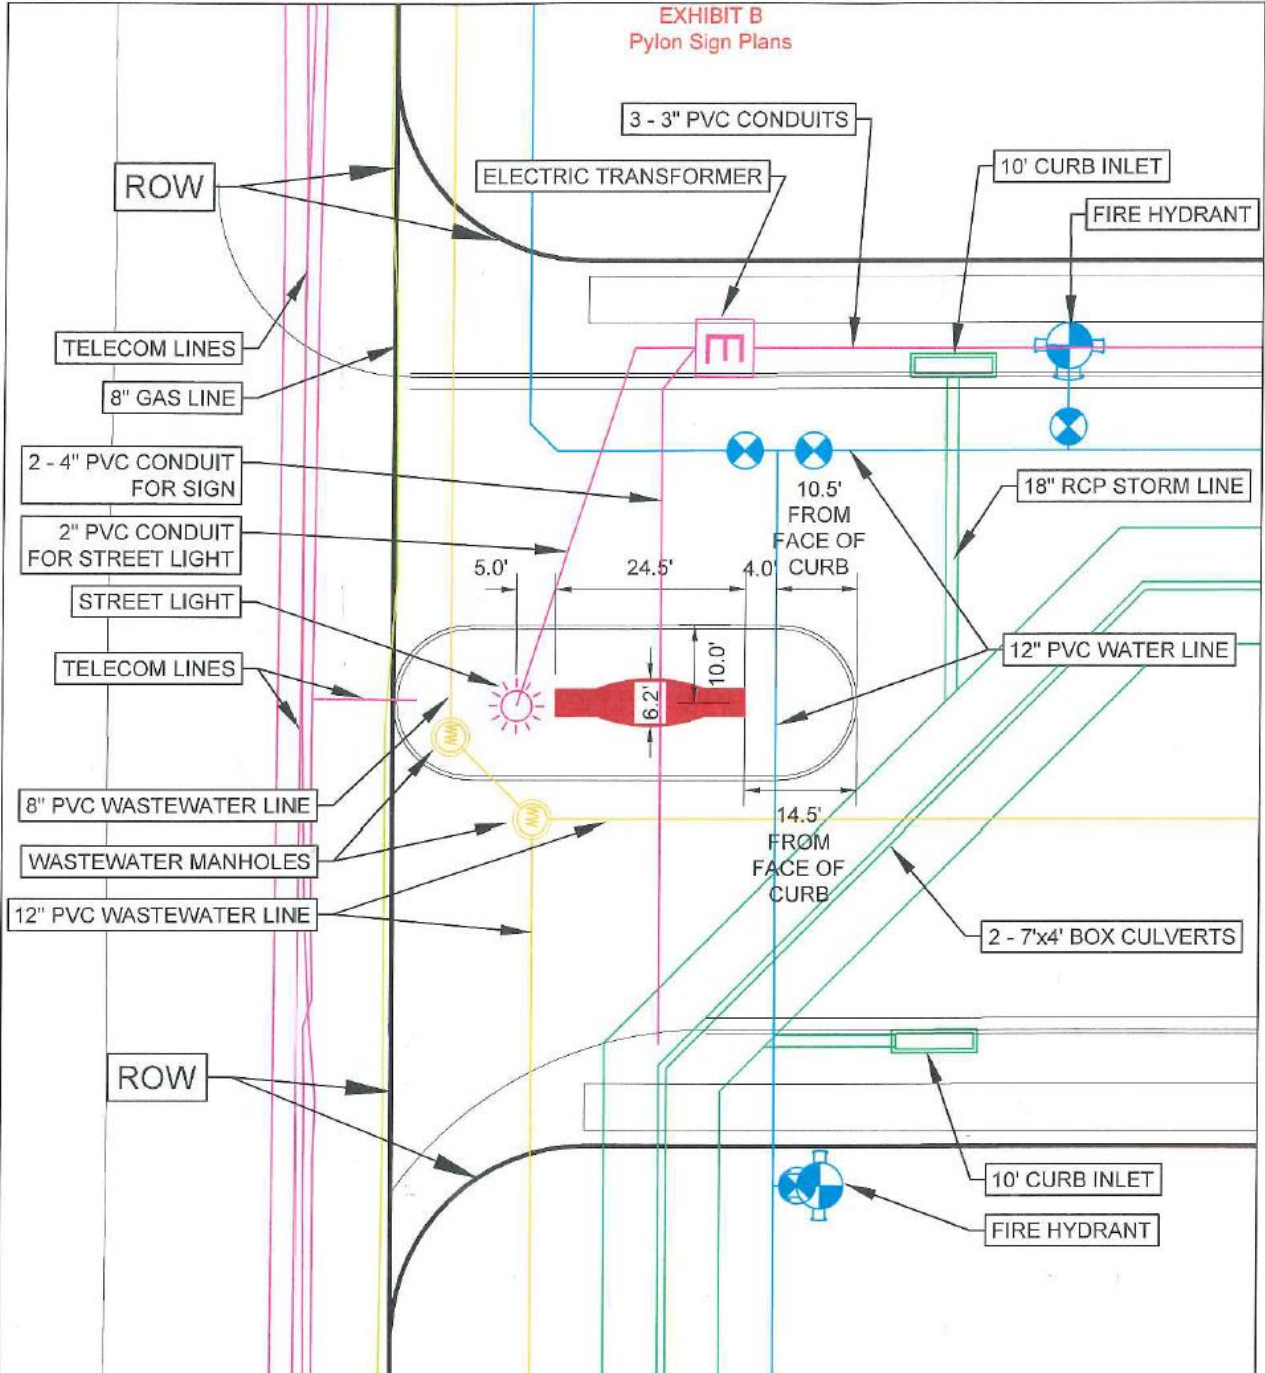 EXHIBIT B
Pylon Sign Plans
3 - 3" PVC CONDUITS
ELECTRIC TRANSFORMER
10' CURB INLET
ROW
FIRE HYDRANT
TELECOM LINES
E
8" GAS LINE
2 - 4" PVC CONDUIT
FOR SIGN
10.5'
FROM
FACE OF
CURB
18" RCP STORM LINE
2" PVC CONDUIT
FOR STREET LIGHT
5.0'
24.5'
4.0'
STREET LIGHT
TELECOM LINES
10.0'
12" PVC WATER LINE
6.2'
WW
8" PVC WASTEWATER LINE
WW
14.5'
FROM
FACE OF
CURB
WASTEWATER MANHOLES
12" PVC WASTEWATER LINE
2 - 7'x4' BOX CULVERTS
ROW
10' CURB INLET
FIRE HYDRANT